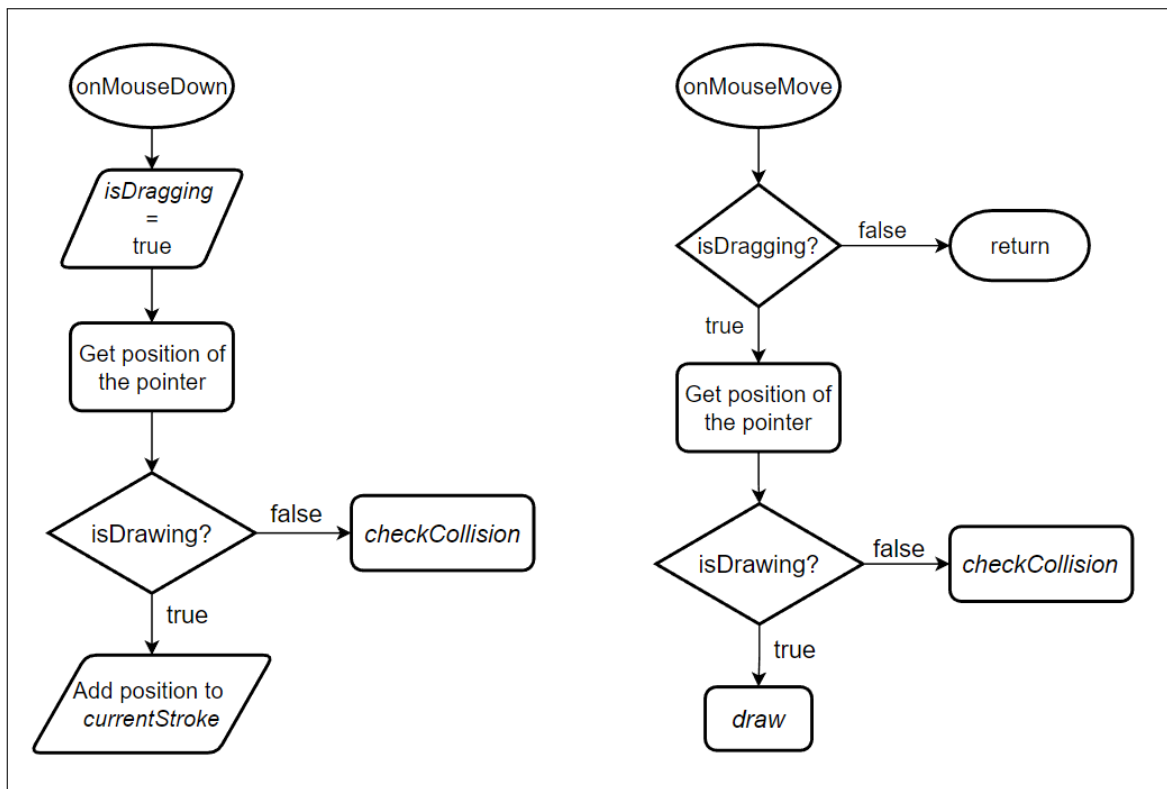 onMouseDown
isDragging
=
true
Get position of
the pointer
isDrawing?
false
checkCollision
true
Add position to
currentStroke
onMouseMove
isDragging?
false
return
true
Get position of
the pointer
isDrawing?
false
checkCollision
true
draw